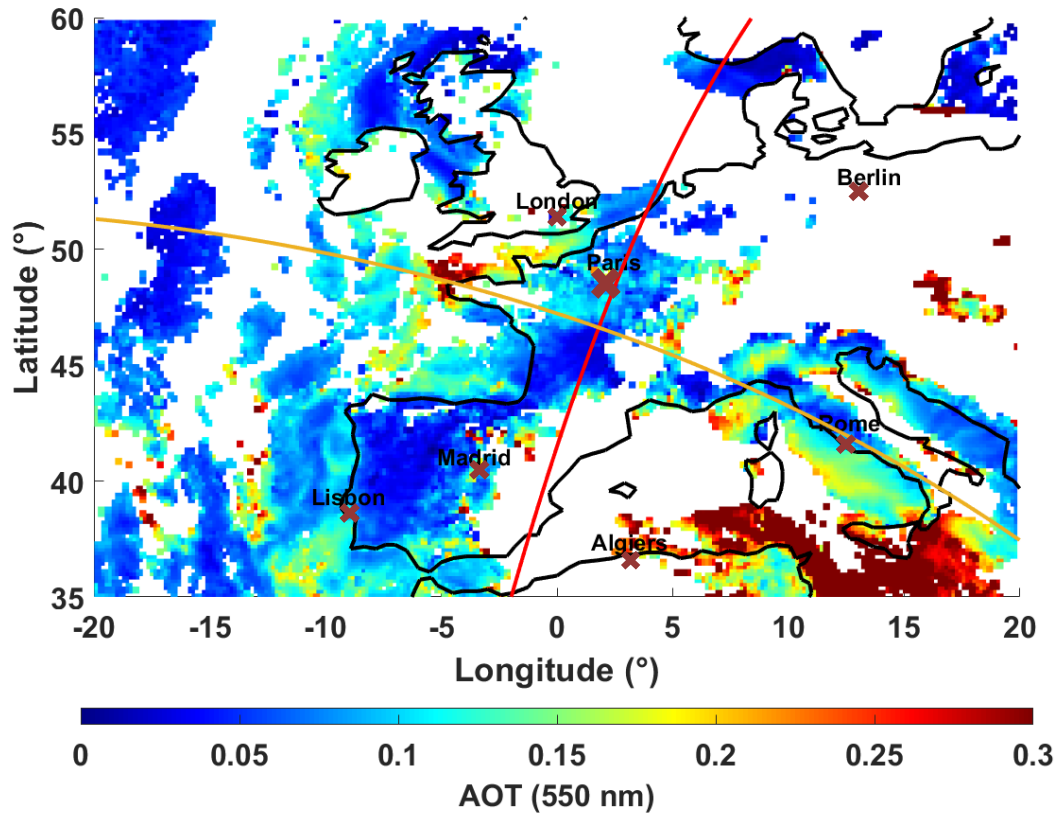 60
55
50
45
40
35
Latitude (°)
Berlin
London
Paris
Rome
Madrid
Lisbon
Algiers
-20 -15 -10 -5 0 5 10 15 20
Longitude (°)
0 0.05 0.1 0.15 0.2 0.25 0.3
AOT (550 nm)